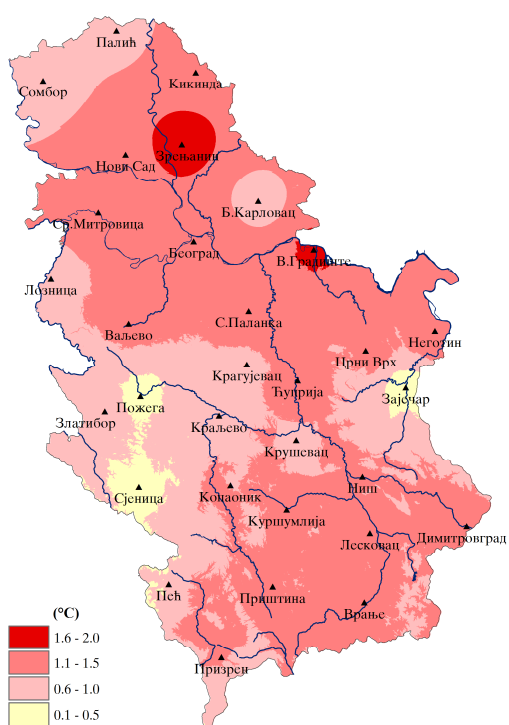 Палић
Кикинда
Сомбор
Зрењанин
Нови Сад
Б.Карловац
Ср.Митровица
Београд
В.Градиште
Лозница
С.Паланка
Ваљево
Неготин
Црни Врх
Крагујевац
Ћуприја
Зајечар
Пожега
Златибор
Краљево
Крушевац
Ниш
Сјеница
Копаоник
Куршумлија
Димитровград
Лесковац
Пећ
Приштина
Врање
Призрен
(°C)
1.6 - 2.0
1.1 - 1.5
0.6 - 1.0
0.1 - 0.5